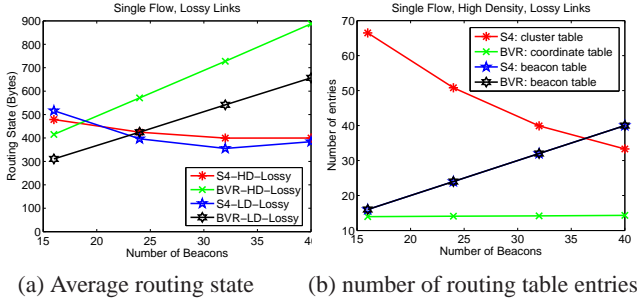 Single Flow, Lossy Links
Routing State (Bytes)
900
800
700
600
500
400
300
200
100
0
S4−HD−Lossy
BVR−HD−Lossy
S4−LD−Lossy
BVR−LD−Lossy
15 20 25 30 35 40
Number of Beacons
(a) Average routing state
Single Flow, High Density, Lossy Links
Number of entries
70
60
50
40
30
20
10
S4: cluster table
BVR: coordinate table
S4: beacon table
BVR: beacon table
15 20 25 30 35 40
Number of Beacons
(b) number of routing table entries